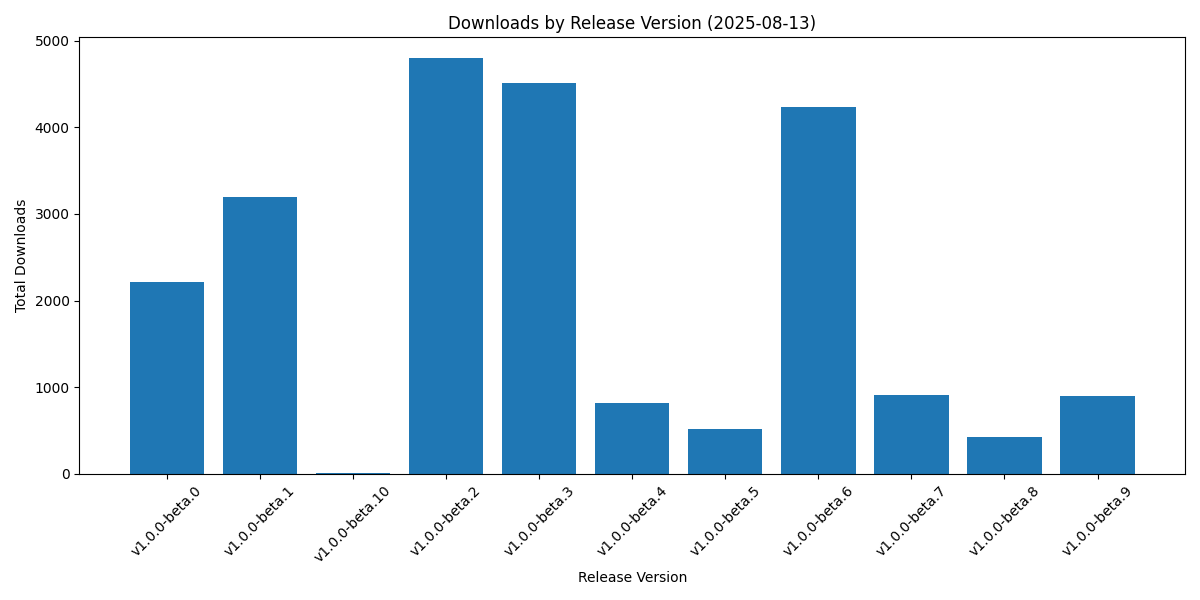 Downloads by Release Version (2025-08-13)
Total Downloads
5000
4000
3000
2000
1000
0
v1.0.0-beta.0
v1.0.0-beta.1
v1.0.0-beta.10
v1.0.0-beta.2
v1.0.0-beta.3
v1.0.0-beta.4
v1.0.0-beta.5
v1.0.0-beta.6
v1.0.0-beta.7
v1.0.0-beta.8
v1.0.0-beta.9
Release Version